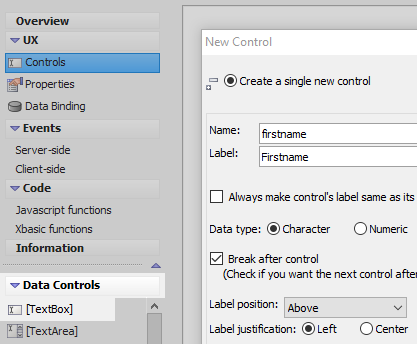 Overview
UX
Controls
Properties
Data Binding
Events
Server-side
Client-side
Code
Javascript functions
Xbasic functions
Information
Data Controls
[TextBox]
[TextArea]
New Control
Create a single new control
Name: firstname
Label: Firstname
Always make control's label same as its
Data type: Character Numeric
Break after control
(Check if you want the next control after
Label position: Above
Label justification: Left Center